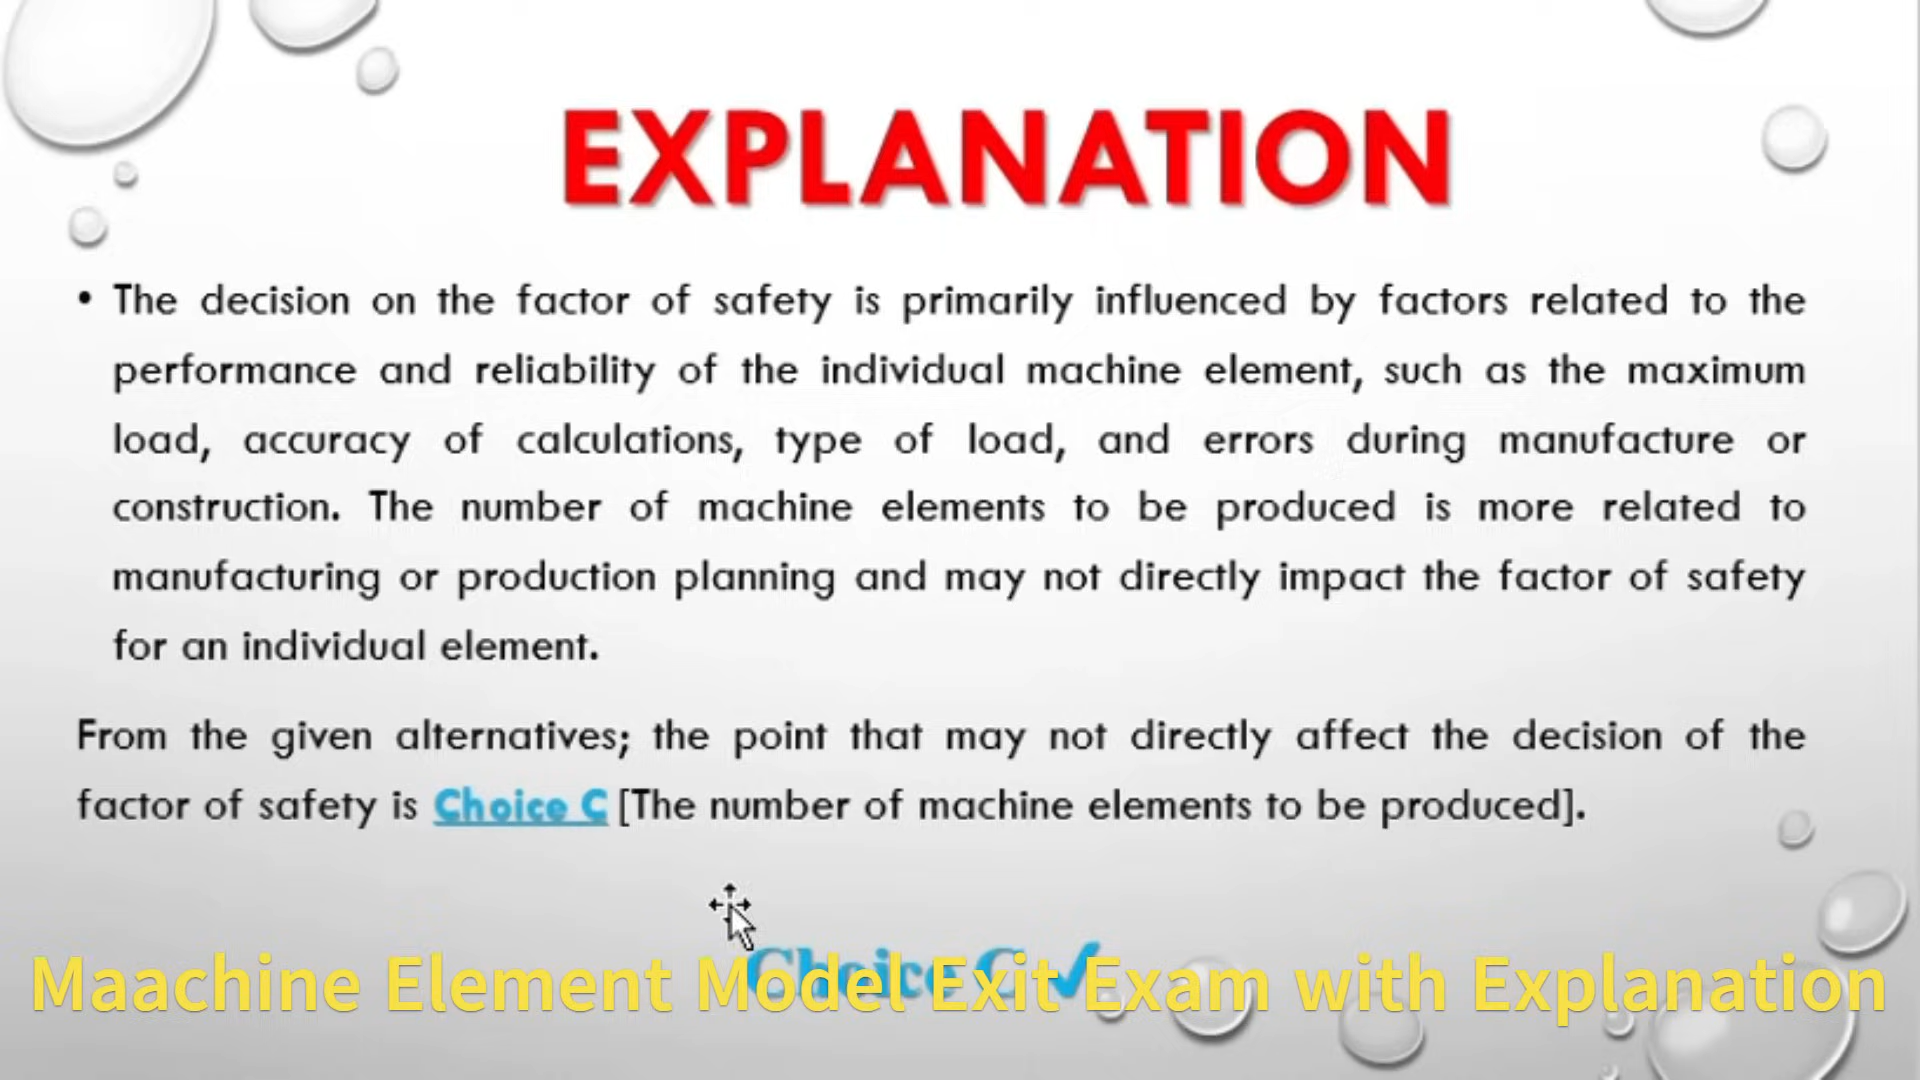 EXPLANATION
• The decision on the factor of safety is primarily influenced by factors related to the
performance and reliability of the individual machine element, such as the maximum
load, accuracy of calculations, type of load, and errors during manufacture or
construction. The number of machine elements to be produced is more related to
manufacturing or production planning and may not directly impact the factor of safety
for an individual element.
From the given alternatives; the point that may not directly affect the decision of the
factor of safety is Choice C [The number of machine elements to be produced].
Choice C ✓
Maachine Element Model Exit Exam with Explanation